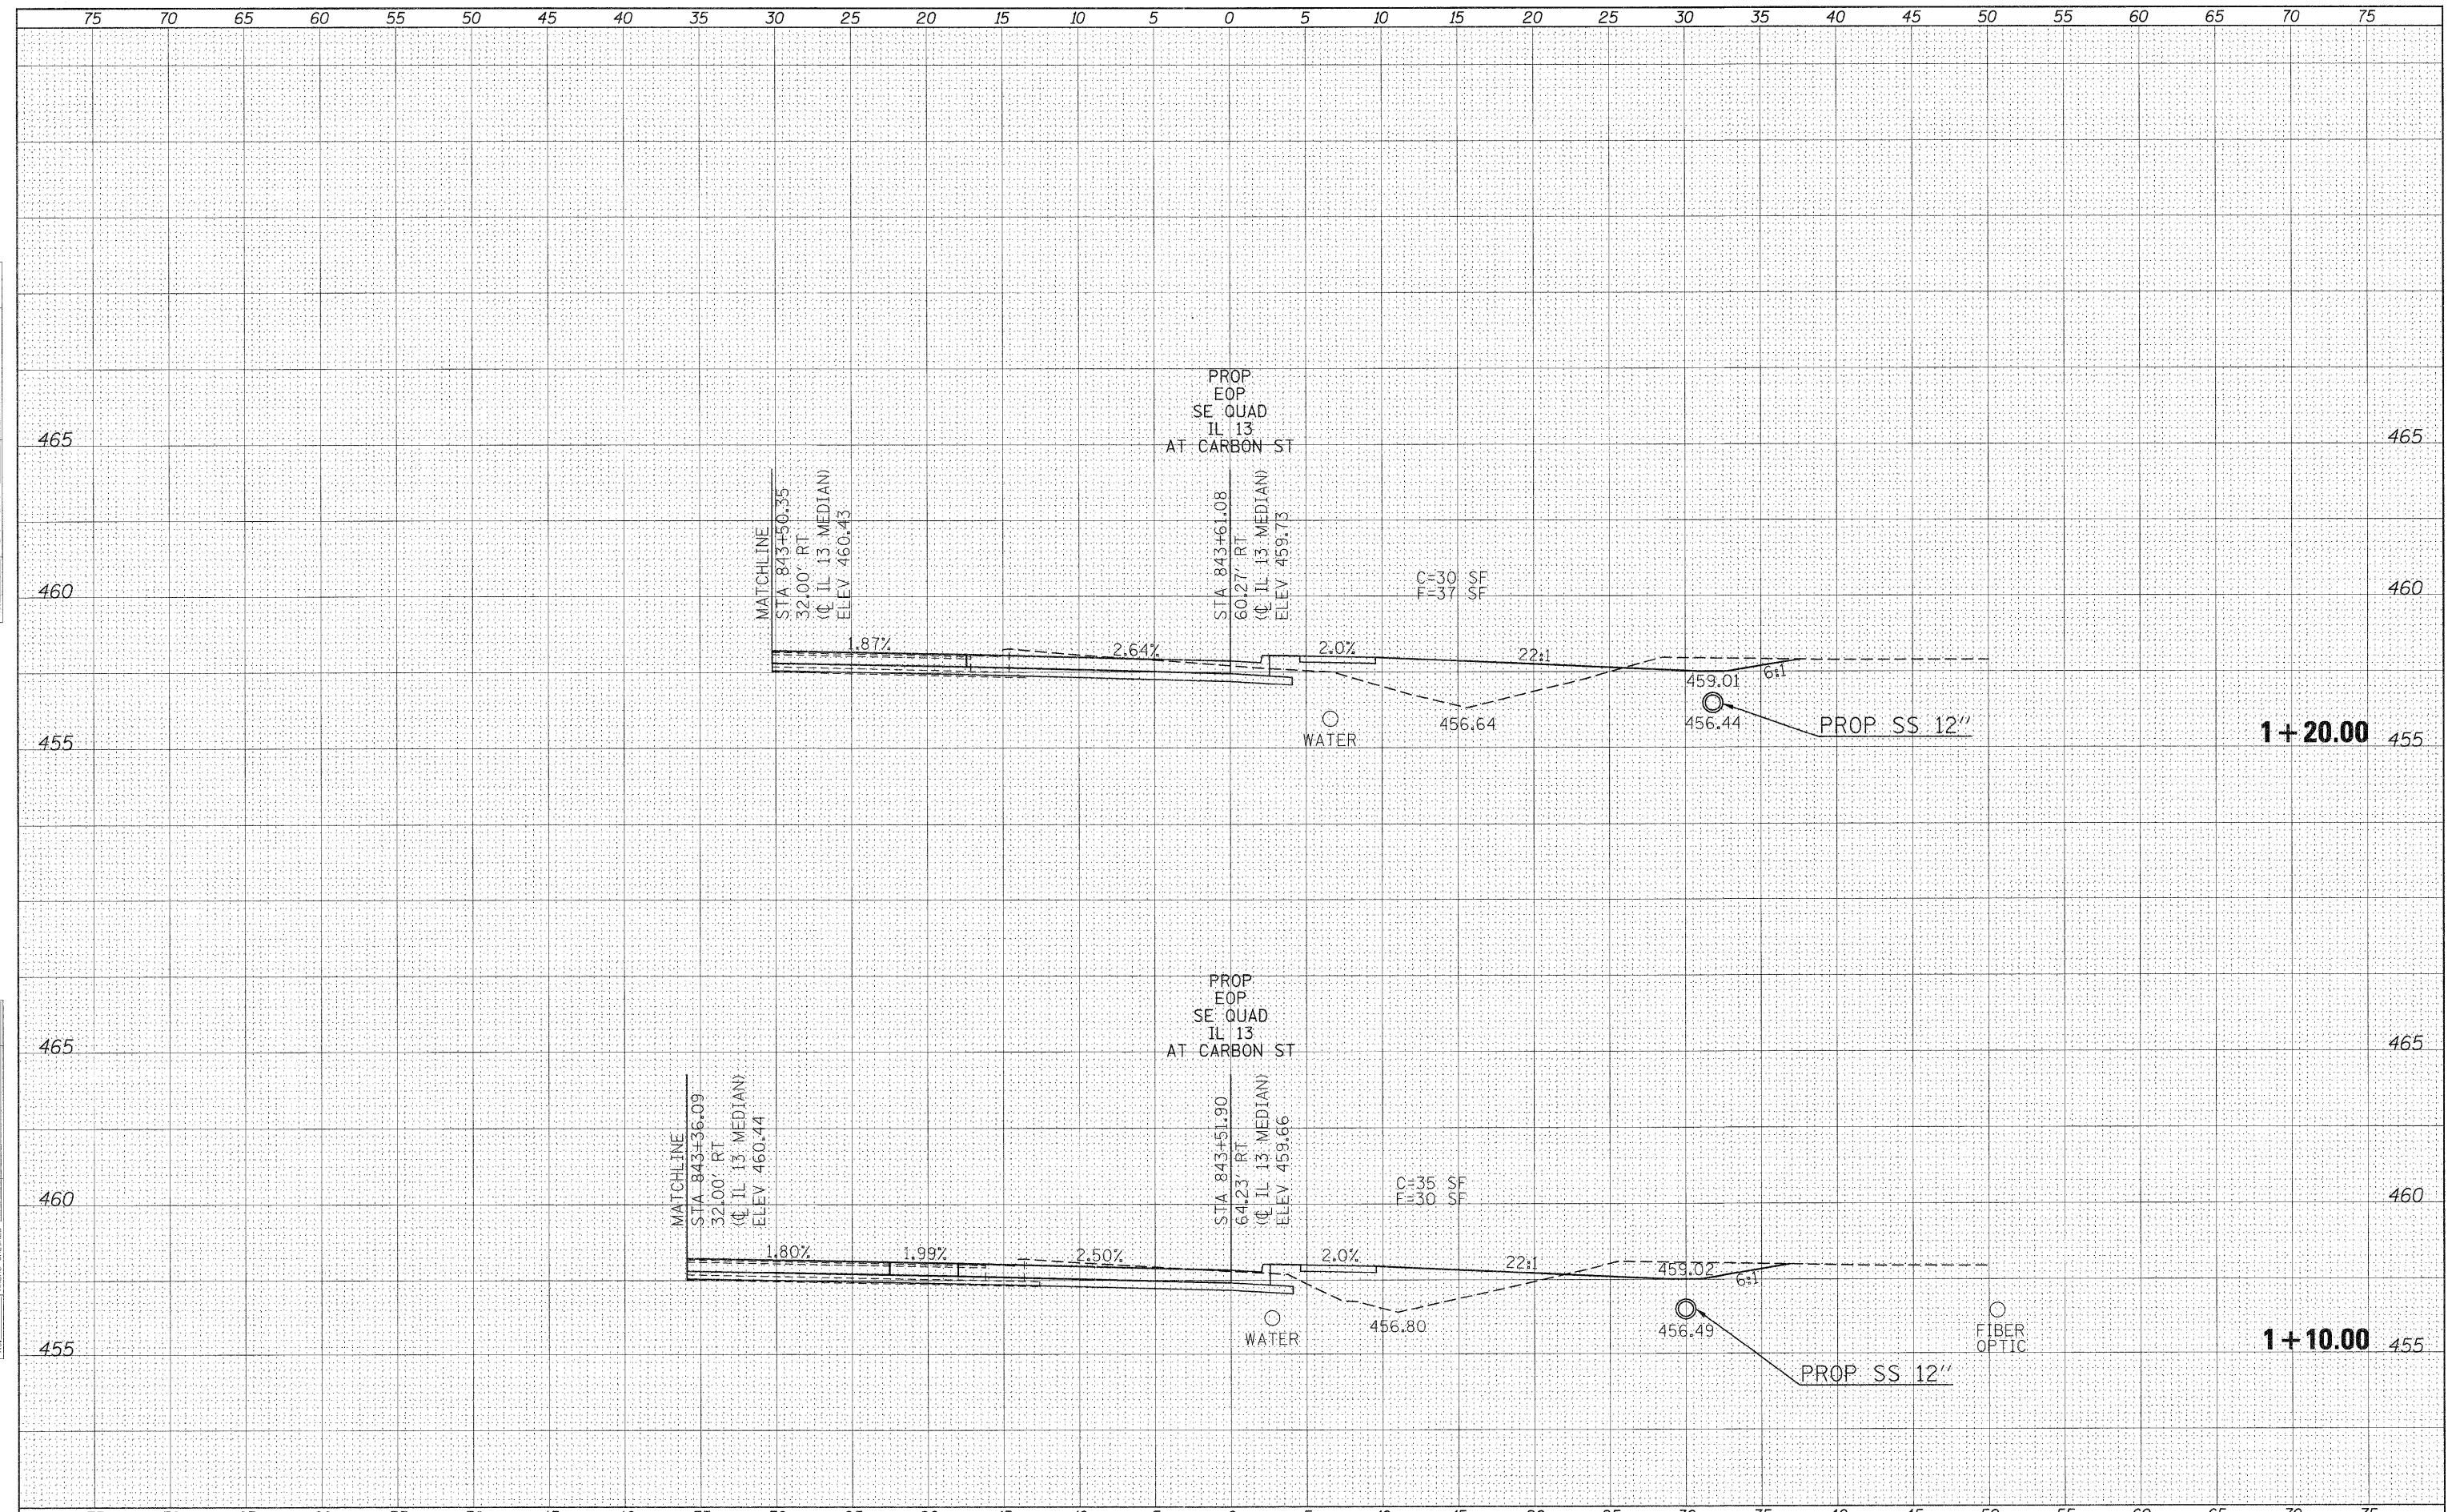 75 70 65 60 55 50 45 40 35 30 25 20 15 10 5 0 5 10 15 20 25 30 35 40 45 50 55 60 65 70 75
PROP
EOP
SE QUAD
IL 13
AT CARBON ST
465 465
MATCHLINE
STA 843+50.35
32.00' RT
(℄ IL 13 MEDIAN)
ELEV 460.43
STA 843+61.08
60.27' RT
(℄ IL 13 MEDIAN)
ELEV 459.73
C=30 SF
F=37 SF
460 460
1.87% 2.64% 2.0% 22:1 6:1
459.01
456.64
456.44
PROP SS 12"
WATER
1+20.00
455 455
PROP
EOP
SE QUAD
IL 13
AT CARBON ST
465 465
MATCHLINE
STA 843+36.09
32.00' RT
(℄ IL 13 MEDIAN)
ELEV 460.44
STA 843+51.90
64.23' RT
(℄ IL 13 MEDIAN)
ELEV 459.66
C=35 SF
F=30 SF
460 460
1.80% 1.99% 2.50% 2.0% 22:1 6:1
459.02
456.80
456.49
WATER
FIBER
OPTIC
1+10.00
455 455
PROP SS 12"